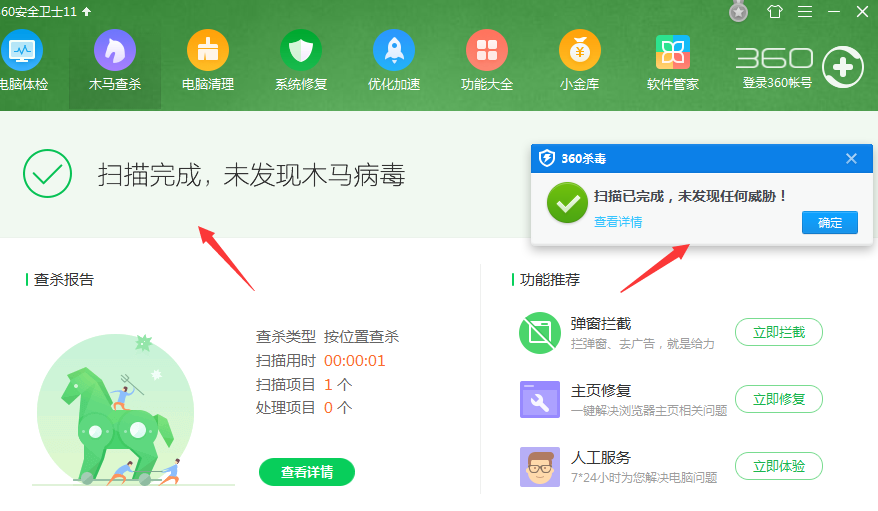 60安全卫士11
电脑体检
木马查杀
电脑清理
系统修复
优化加速
功能大全
小金库
软件管家
360
登录360帐号
扫描完成，未发现木马病毒
360杀毒
扫描已完成，未发现任何威胁！
查看详情
确定
查杀报告
查杀类型 按位置查杀
扫描用时 00:00:01
扫描项目 1 个
处理项目 0 个
查看详情
功能推荐
弹窗拦截
拦弹窗、去广告，就是给力
立即拦截
主页修复
一键解决浏览器主页相关问题
立即修复
人工服务
7*24小时为您解决电脑问题
立即体验